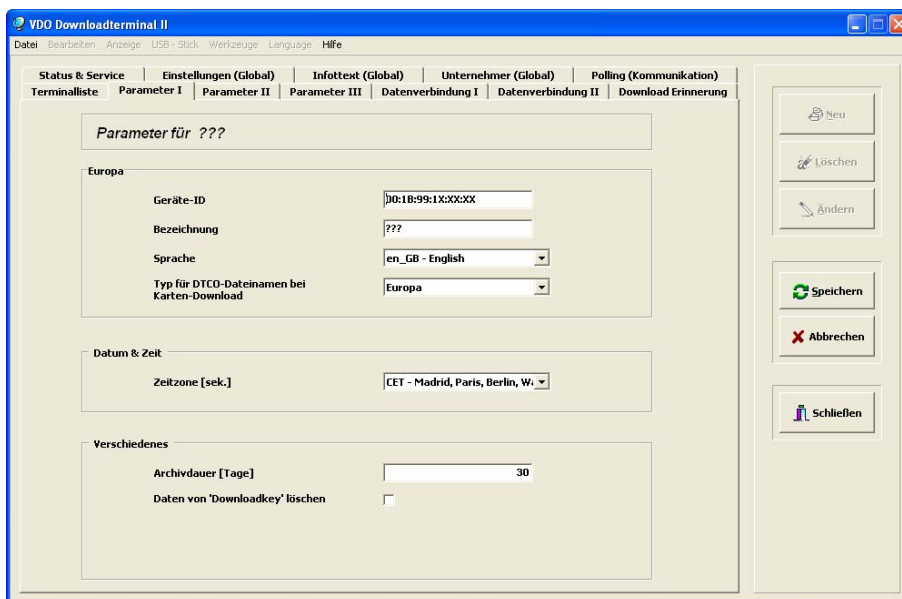 VDO Downloadterminal II
Datei Bearbeiten Anzeige USB - Stick Werkzeuge Language Hilfe
Status & Service Einstellungen (Global) Infottext (Global) Unternehmer (Global) Polling (Kommunikation)
Terminalliste Parameter I Parameter II Parameter III Datenverbindung I Datenverbindung II Download Erinnerung
Parameter für ???
Europa
Geräte-ID 00:1B:99:1X:XX:XX
Bezeichnung ???
Sprache en_GB - English
Typ für DTCO-Dateinamen bei
Karten-Download Europa
Datum & Zeit
Zeitzone [sek.] CET - Madrid, Paris, Berlin, Wa
Verschiedenes
Archivdauer [Tage] 30
Daten von 'Downloadkey' löschen
Neu
Löschen
Ändern
Speichern
Abbrechen
Schließen